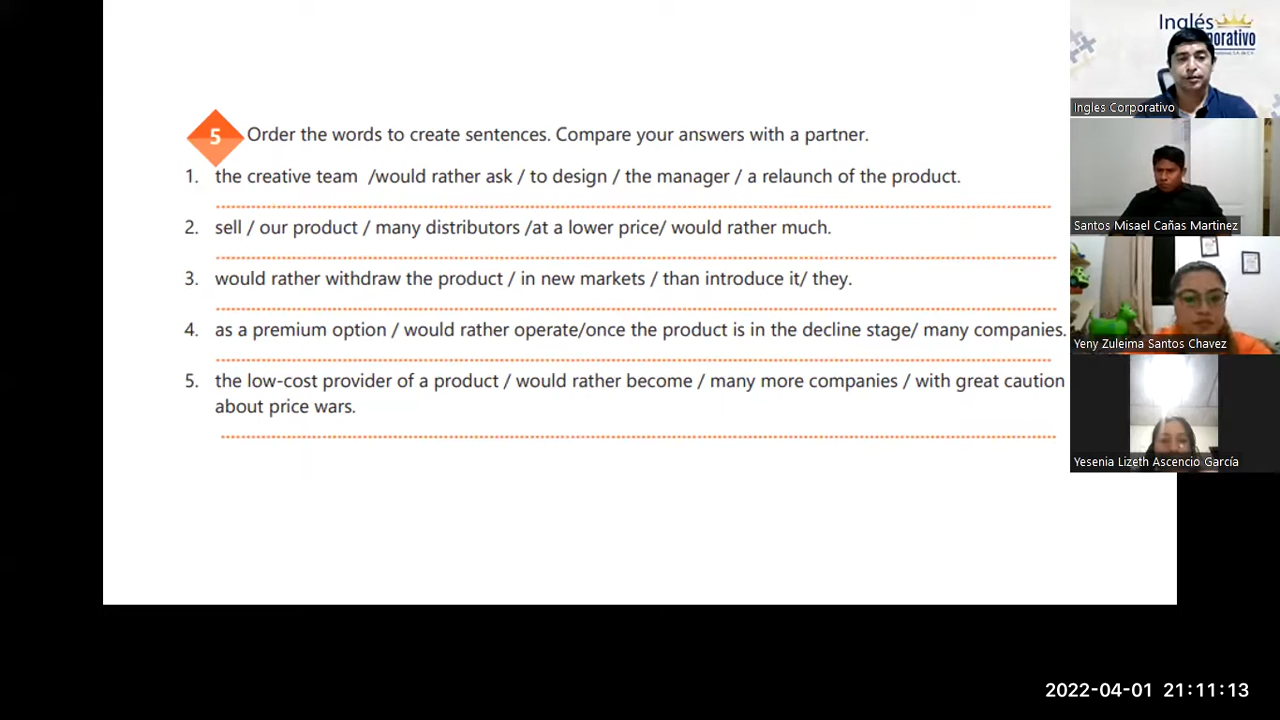 5
Order the words to create sentences. Compare your answers with a partner.
1. the creative team /would rather ask / to design / the manager / a relaunch of the product.
2. sell / our product / many distributors /at a lower price/ would rather much.
3. would rather withdraw the product / in new markets / than introduce it/ they.
4. as a premium option / would rather operate/once the product is in the decline stage/ many companies.
5. the low-cost provider of a product / would rather become / many more companies / with great caution
about price wars.
Inglés
Ingles Corporativo
Santos Misael Cañas Martinez
Yeny Zuleima Santos Chavez
Yesenia Lizeth Ascencio García
2022-04-01 21:11:13